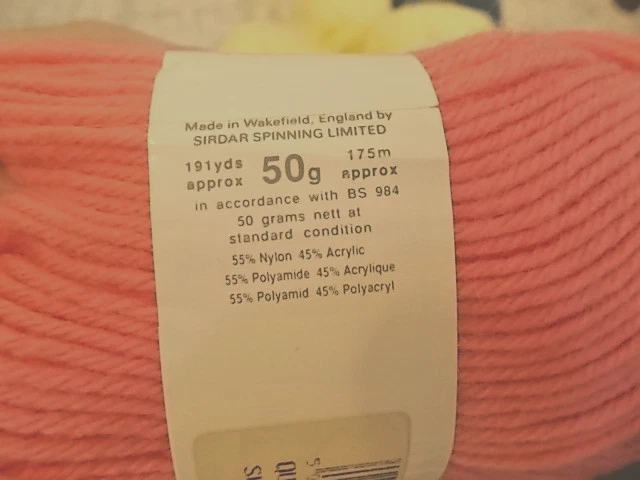 Made in Wakefield, England by
SIRDAR SPINNING LIMITED
191yds approx 50g 175m approx
in accordance with BS 984
50 grams nett at
standard condition
55% Nylon 45% Acrylic
55% Polyamide 45% Acrylique
55% Polyamid 45% Polyacryl